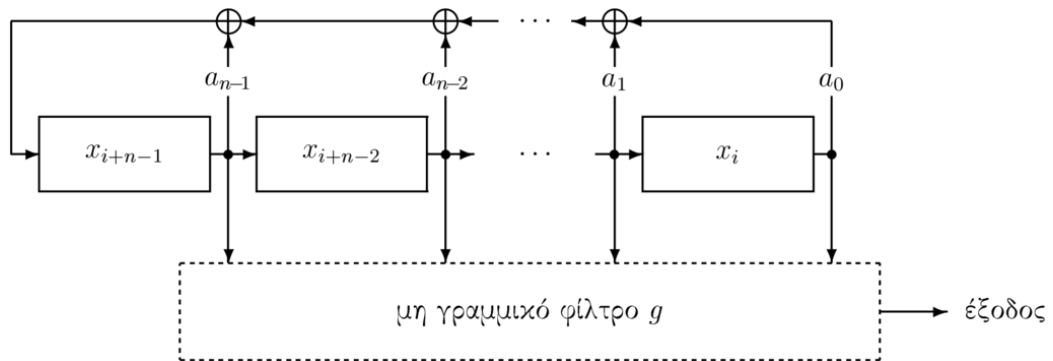 ⊕ ⊕ ··· ⊕
a_{n-1} a_{n-2} a_1 a_0
x_{i+n-1} x_{i+n-2} ··· x_i
μη γραμμικό φίλτρο g
έξοδος